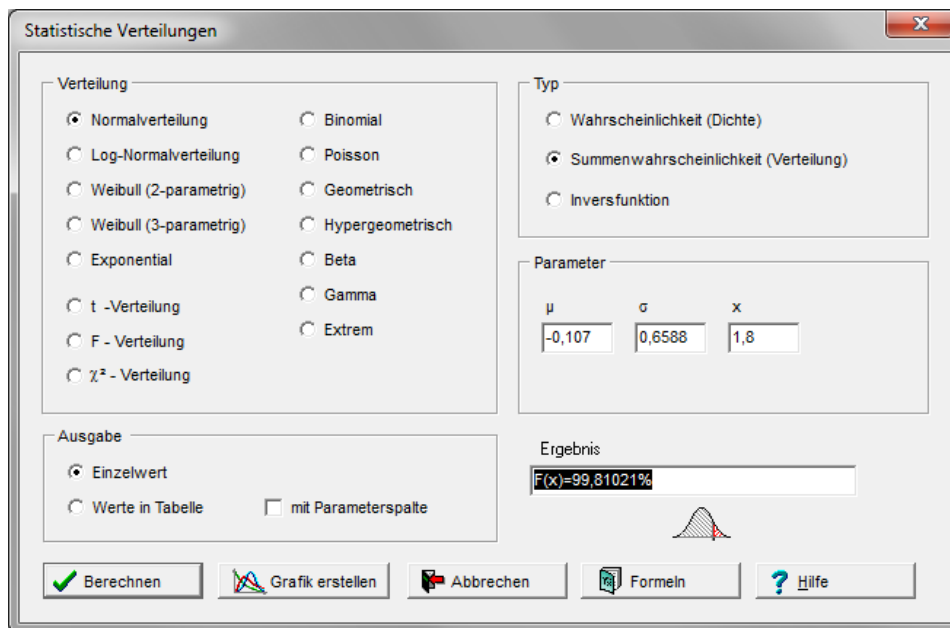 Statistische Verteilungen
Verteilung
Normalverteilung
Log-Normalverteilung
Weibull (2-parametrig)
Weibull (3-parametrig)
Exponential
t -Verteilung
F - Verteilung
χ² - Verteilung
Binomial
Poisson
Geometrisch
Hypergeometrisch
Beta
Gamma
Extrem
Typ
Wahrscheinlichkeit (Dichte)
Summenwahrscheinlichkeit (Verteilung)
Inversfunktion
Parameter
μ σ x
-0,107 0,6588 1,8
Ausgabe
Einzelwert
Werte in Tabelle mit Parameterspalte
Ergebnis
F(x)=99,81021%
Berechnen Grafik erstellen Abbrechen Formeln Hilfe